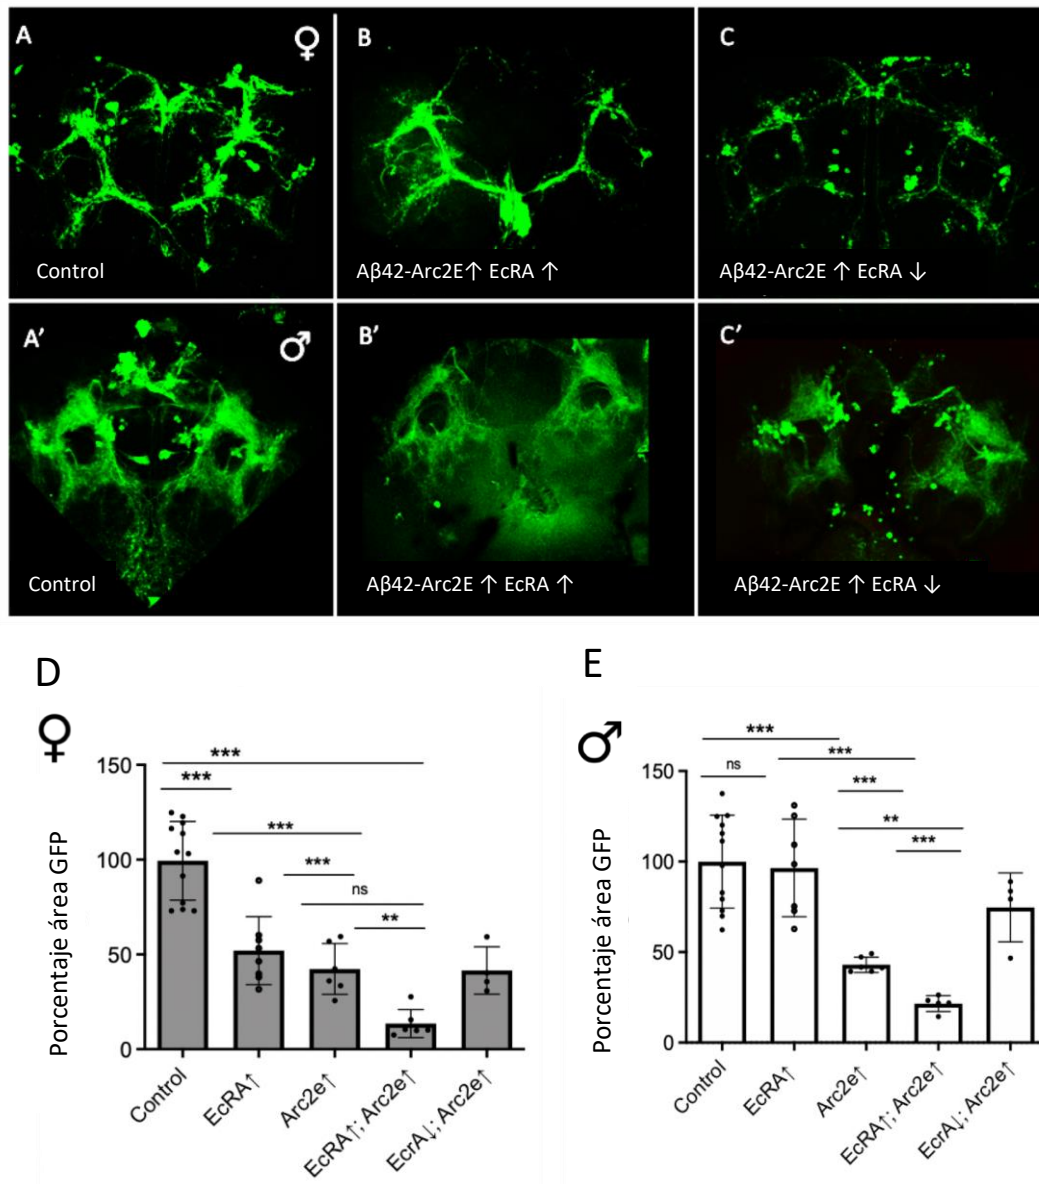 A
♀
Control
B
Aβ42-Arc2E↑ EcRA ↑
C
Aβ42-Arc2E ↑ EcRA ↓
A′
♂
Control
B′
Aβ42-Arc2E ↑ EcRA ↑
C′
Aβ42-Arc2E ↑ EcRA ↓
D
♀
Porcentaje área GFP
150
100
50
0
***
***
***
***
ns
**
Control
EcRA↑
Arc2e↑
EcRA↑; Arc2e↑
EcrA↓; Arc2e↑
E
♂
Porcentaje área GFP
150
100
50
0
***
***
ns
***
**
***
Control
EcRA↑
Arc2e↑
EcRA↑; Arc2e↑
EcrA↓; Arc2e↑